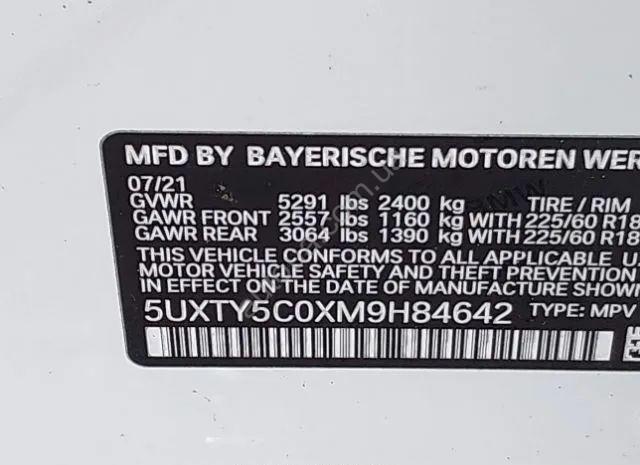 MFD BY BAYERISCHE MOTOREN WER
07/21
GVWR 5291 lbs 2400 kg TIRE / RIM
GAWR FRONT 2557 lbs 1160 kg WITH 225/60 R18
GAWR REAR 3064 lbs 1390 kg WITH 225/60 R18
THIS VEHICLE CONFORMS TO ALL APPLICABLE U.
MOTOR VEHICLE SAFETY AND THEFT PREVENTION
IN EFFECT ON THE DATE OF MANUFACTURE SHOWN
5UXTY5C0XM9H84642 TYPE: MPV